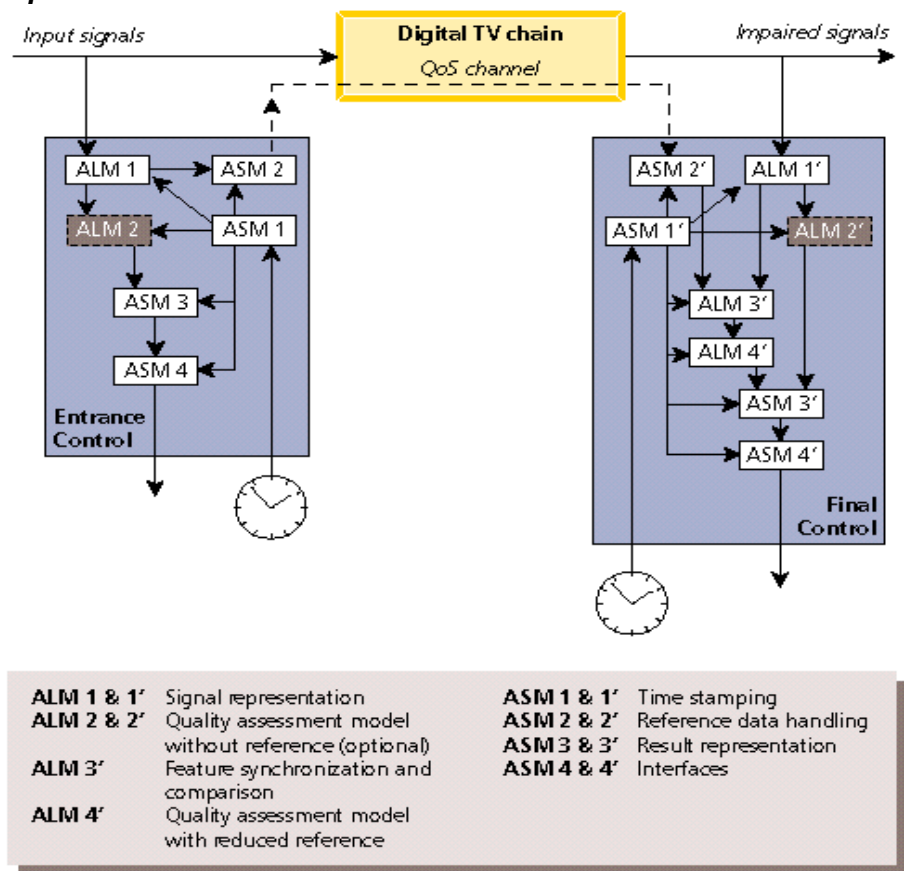 Input signals
Digital TV chain
QoS channel
Impaired signals
ALM 1
ASM 2
ALM 2
ASM 1
ASM 3
ASM 4
Entrance
Control
ASM 2′
ALM 1′
ASM 1′
ALM 2′
ALM 3′
ALM 4′
ASM 3′
ASM 4′
Final
Control
ALM 1 & 1′ Signal representation
ALM 2 & 2′ Quality assessment model
without reference (optional)
ALM 3′ Feature synchronization and
comparison
ALM 4′ Quality assessment model
with reduced reference
ASM 1 & 1′ Time stamping
ASM 2 & 2′ Reference data handling
ASM 3 & 3′ Result representation
ASM 4 & 4′ Interfaces